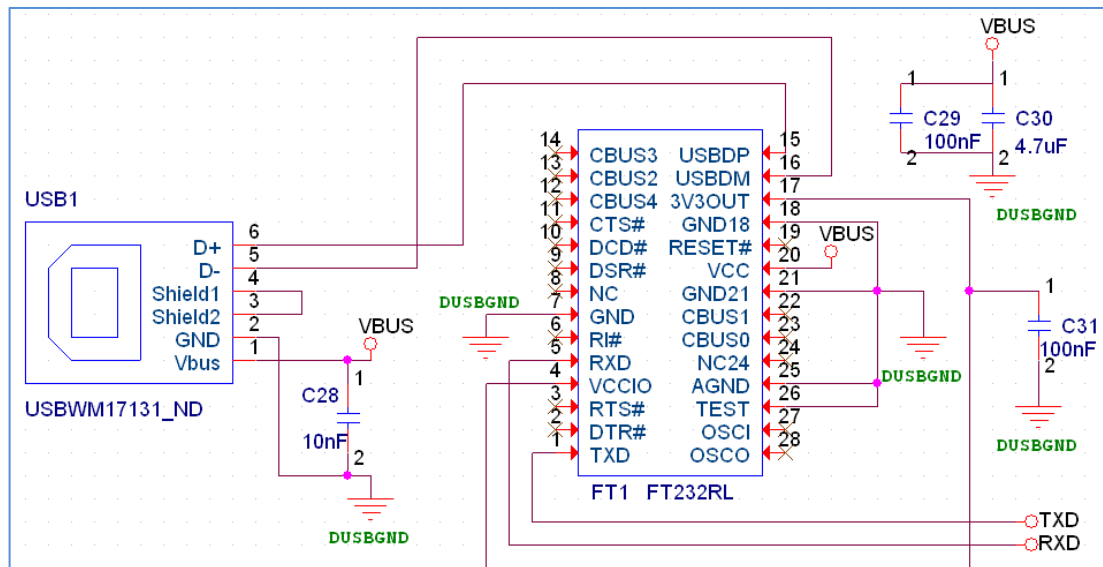 VBUS
1 1
C29 C30
100nF 4.7uF
2 2
DUSBGND
USB1
D+ 6
D- 5
Shield1 4
Shield2 3
GND 2
Vbus 1
USBWM17131_ND
VBUS
1
C28
10nF
2
DUSBGND
14 CBUS3 USBDP 15
13 CBUS2 USBDM 16
12 CBUS4 3V3OUT 17
11 CTS# GND18 18
10 DCD# RESET# 19
9 DSR# VCC 20
8 NC GND21 21
7 GND CBUS1 22
6 RI# CBUS0 23
5 RXD NC24 24
4 VCCIO AGND 25
3 RTS# TEST 26
2 DTR# OSCI 27
1 TXD OSCO 28
FT1 FT232RL
DUSBGND
VBUS
DUSBGND
1
C31
100nF
2
DUSBGND
TXD
RXD